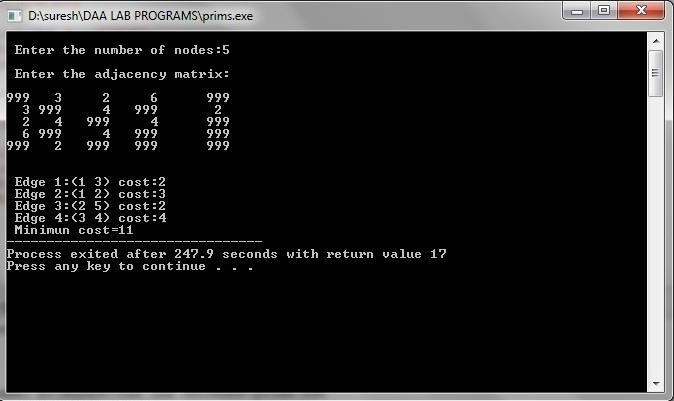 D:\suresh\DAA LAB PROGRAMS\prims.exe
Enter the number of nodes:5
Enter the adjacency matrix:
999 3 2 6 999
3 999 4 999 2
2 4 999 4 999
6 999 4 999 999
999 2 999 999 999
Edge 1:(1 3) cost:2
Edge 2:(1 2) cost:3
Edge 3:(2 5) cost:2
Edge 4:(3 4) cost:4
Minimun cost=11
--------------------------------
Process exited after 247.9 seconds with return value 17
Press any key to continue . . .